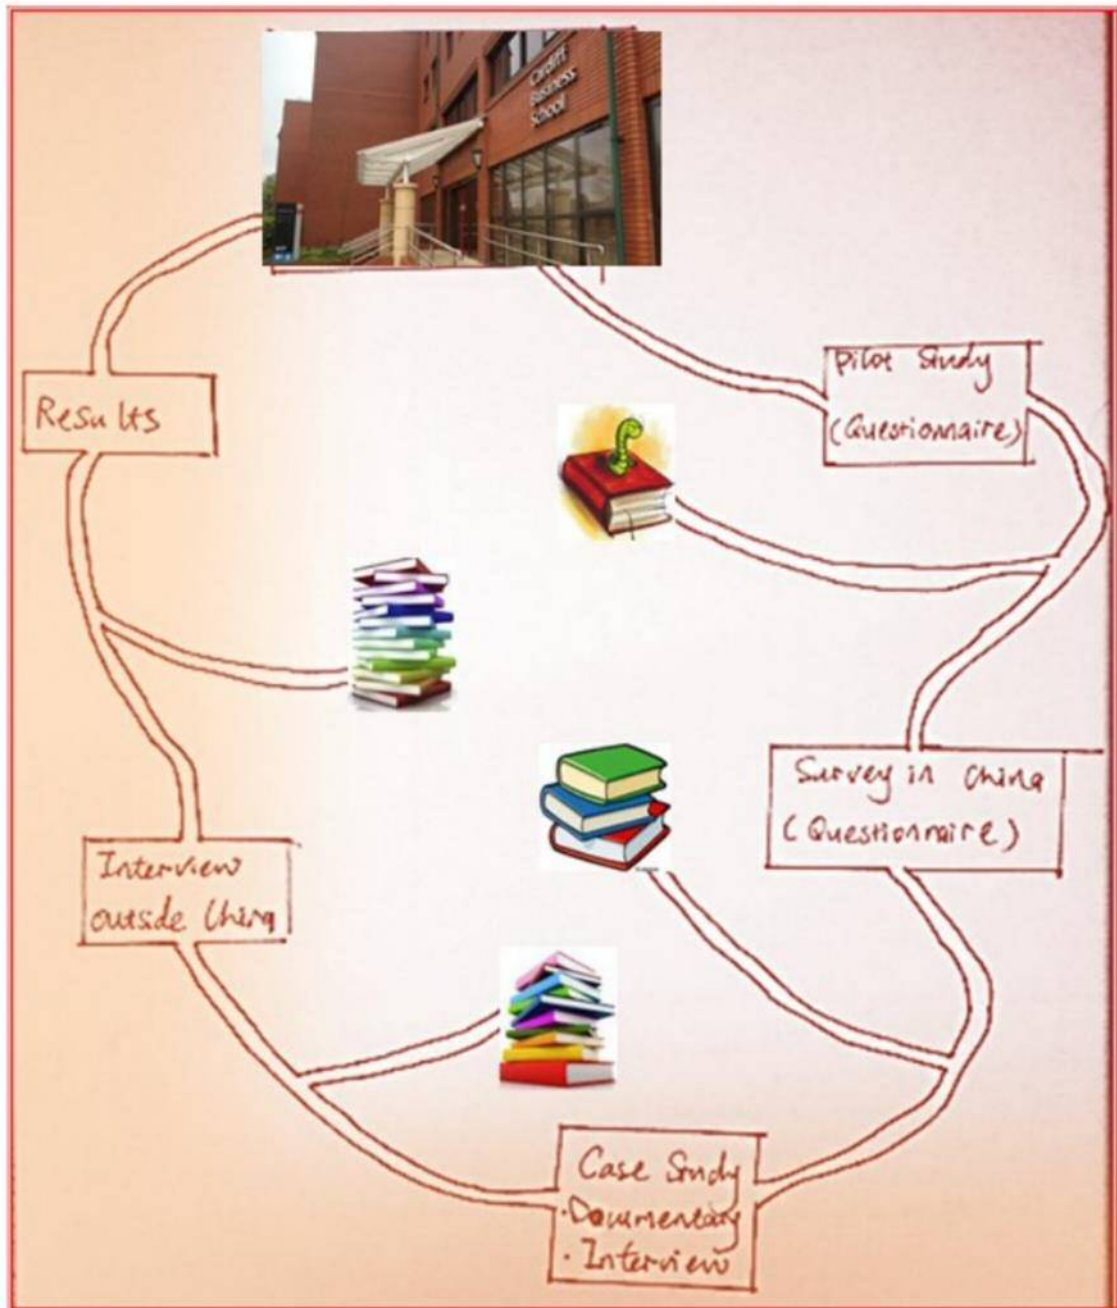 Cardiff
Business
School
Pilot Study
(Questionnaire)
Results
Survey in China
(Questionnaire)
Interview
outside China
Case Study
· Documentary
· Interview